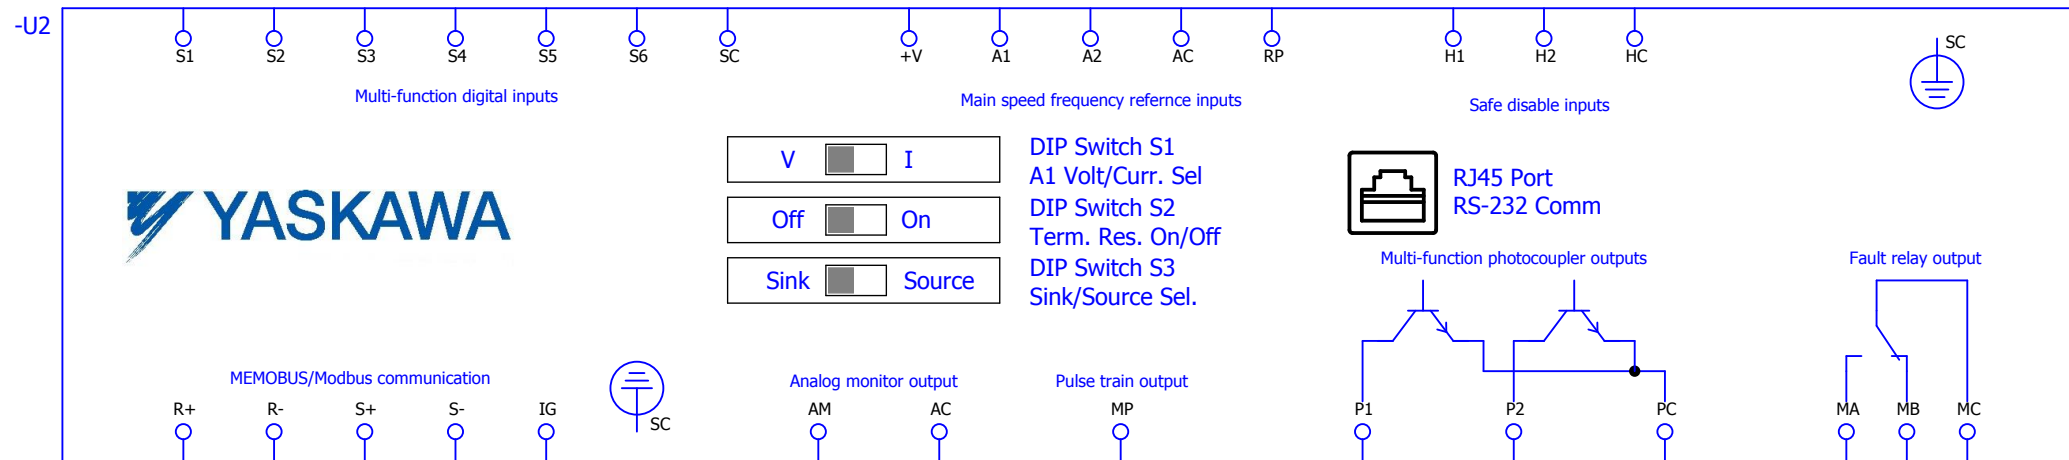 -U2
S1 S2 S3 S4 S5 S6 SC +V A1 A2 AC RP H1 H2 HC SC
Multi-function digital inputs
Main speed frequency refernce inputs
Safe disable inputs
V I
DIP Switch S1
A1 Volt/Curr. Sel
Off On
DIP Switch S2
Term. Res. On/Off
Sink Source
DIP Switch S3
Sink/Source Sel.
YASKAWA
RJ45 Port
RS-232 Comm
Multi-function photocoupler outputs
Fault relay output
MEMOBUS/Modbus communication
Analog monitor output
Pulse train output
R+ R- S+ S- IG SC AM AC MP P1 P2 PC MA MB MC